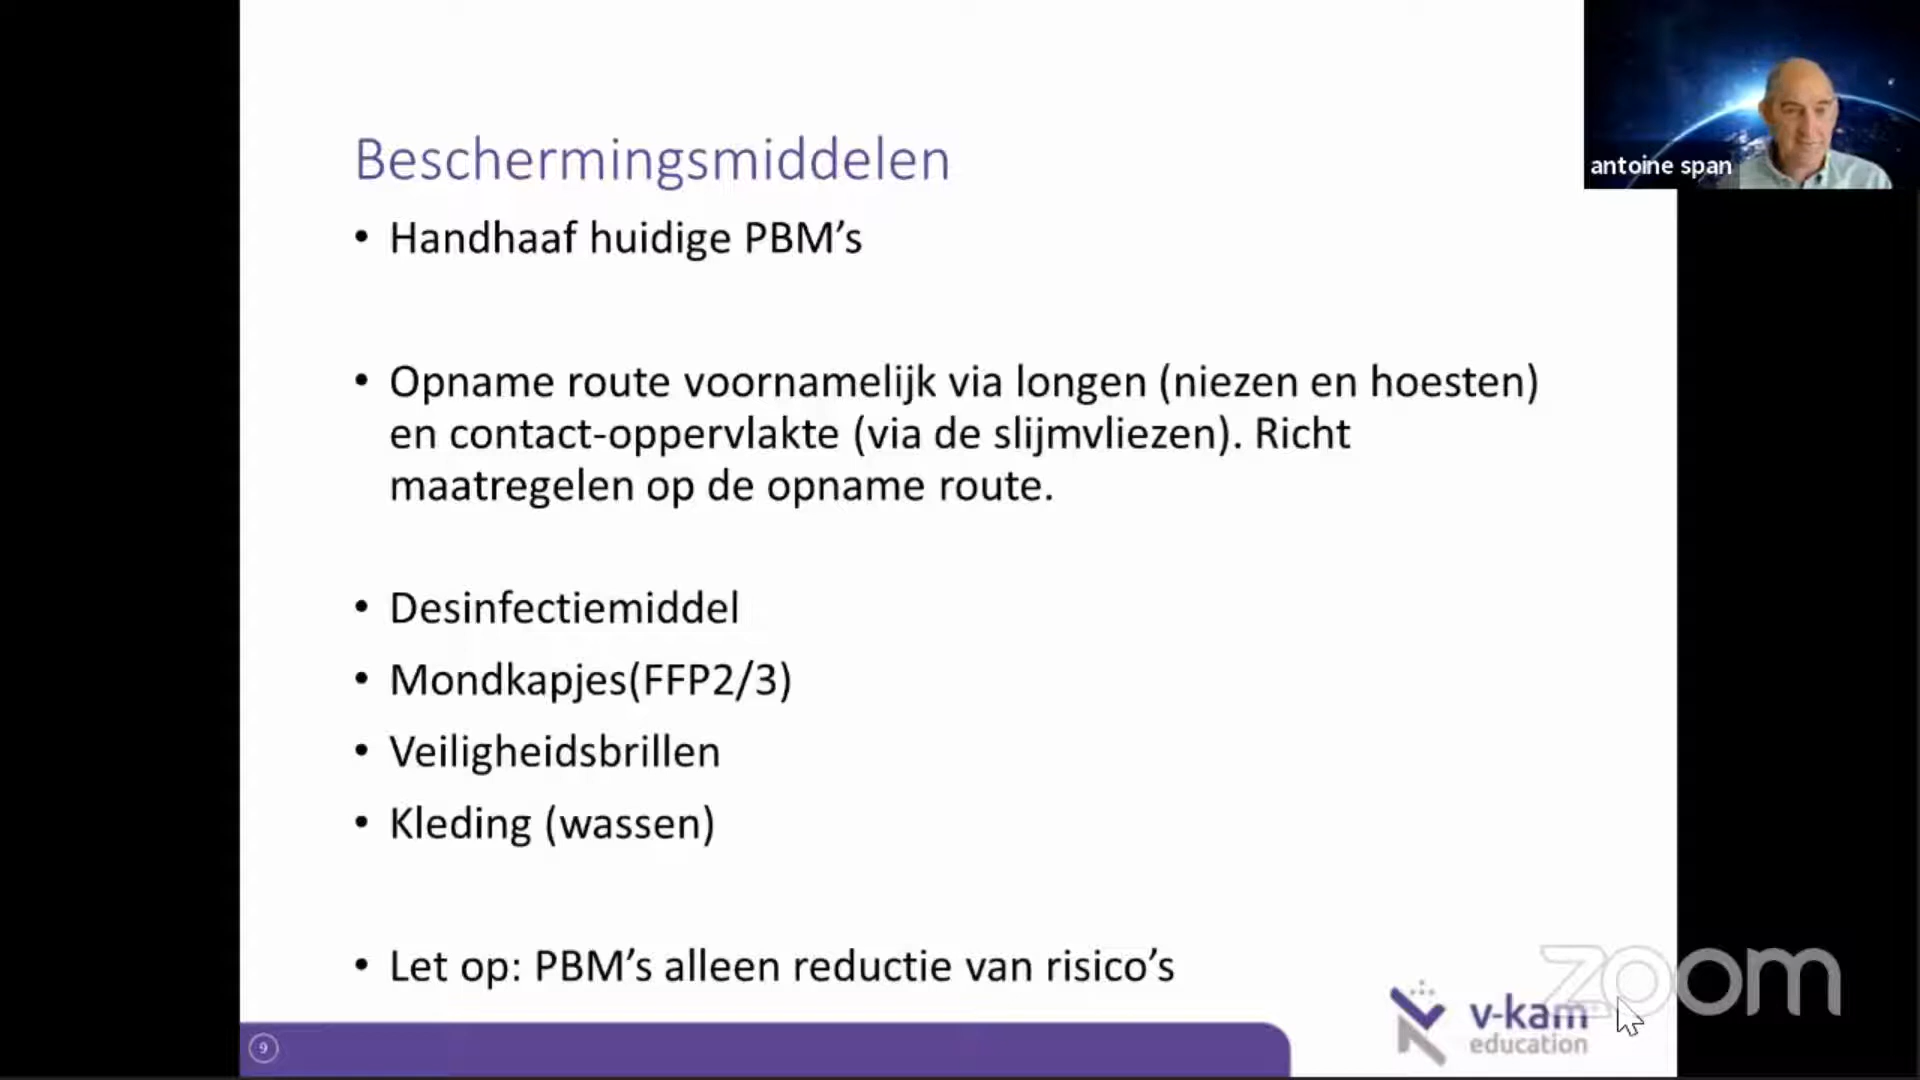 antoine span
Beschermingsmiddelen
• Handhaaf huidige PBM’s
• Opname route voornamelijk via longen (niezen en hoesten)
en contact-oppervlakte (via de slijmvliezen). Richt
maatregelen op de opname route.
• Desinfectiemiddel
• Mondkapjes(FFP2/3)
• Veiligheidsbrillen
• Kleding (wassen)
• Let op: PBM’s alleen reductie van risico’s
zoom
v-kam
education
9